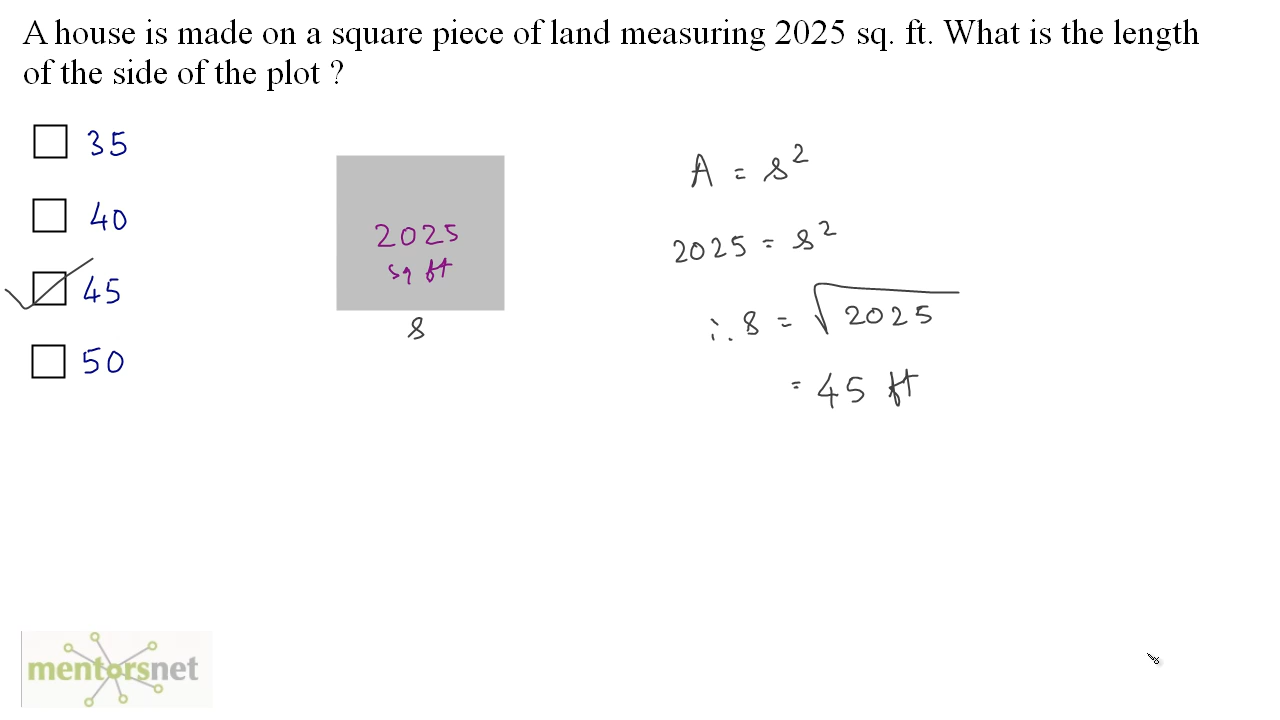 A house is made on a square piece of land measuring 2025 sq. ft. What is the length
of the side of the plot ?
35
40
45
50
2025
sq ft
s
A = s²
2025 = s²
∴ s = √2025
= 45 ft
mentorsnet